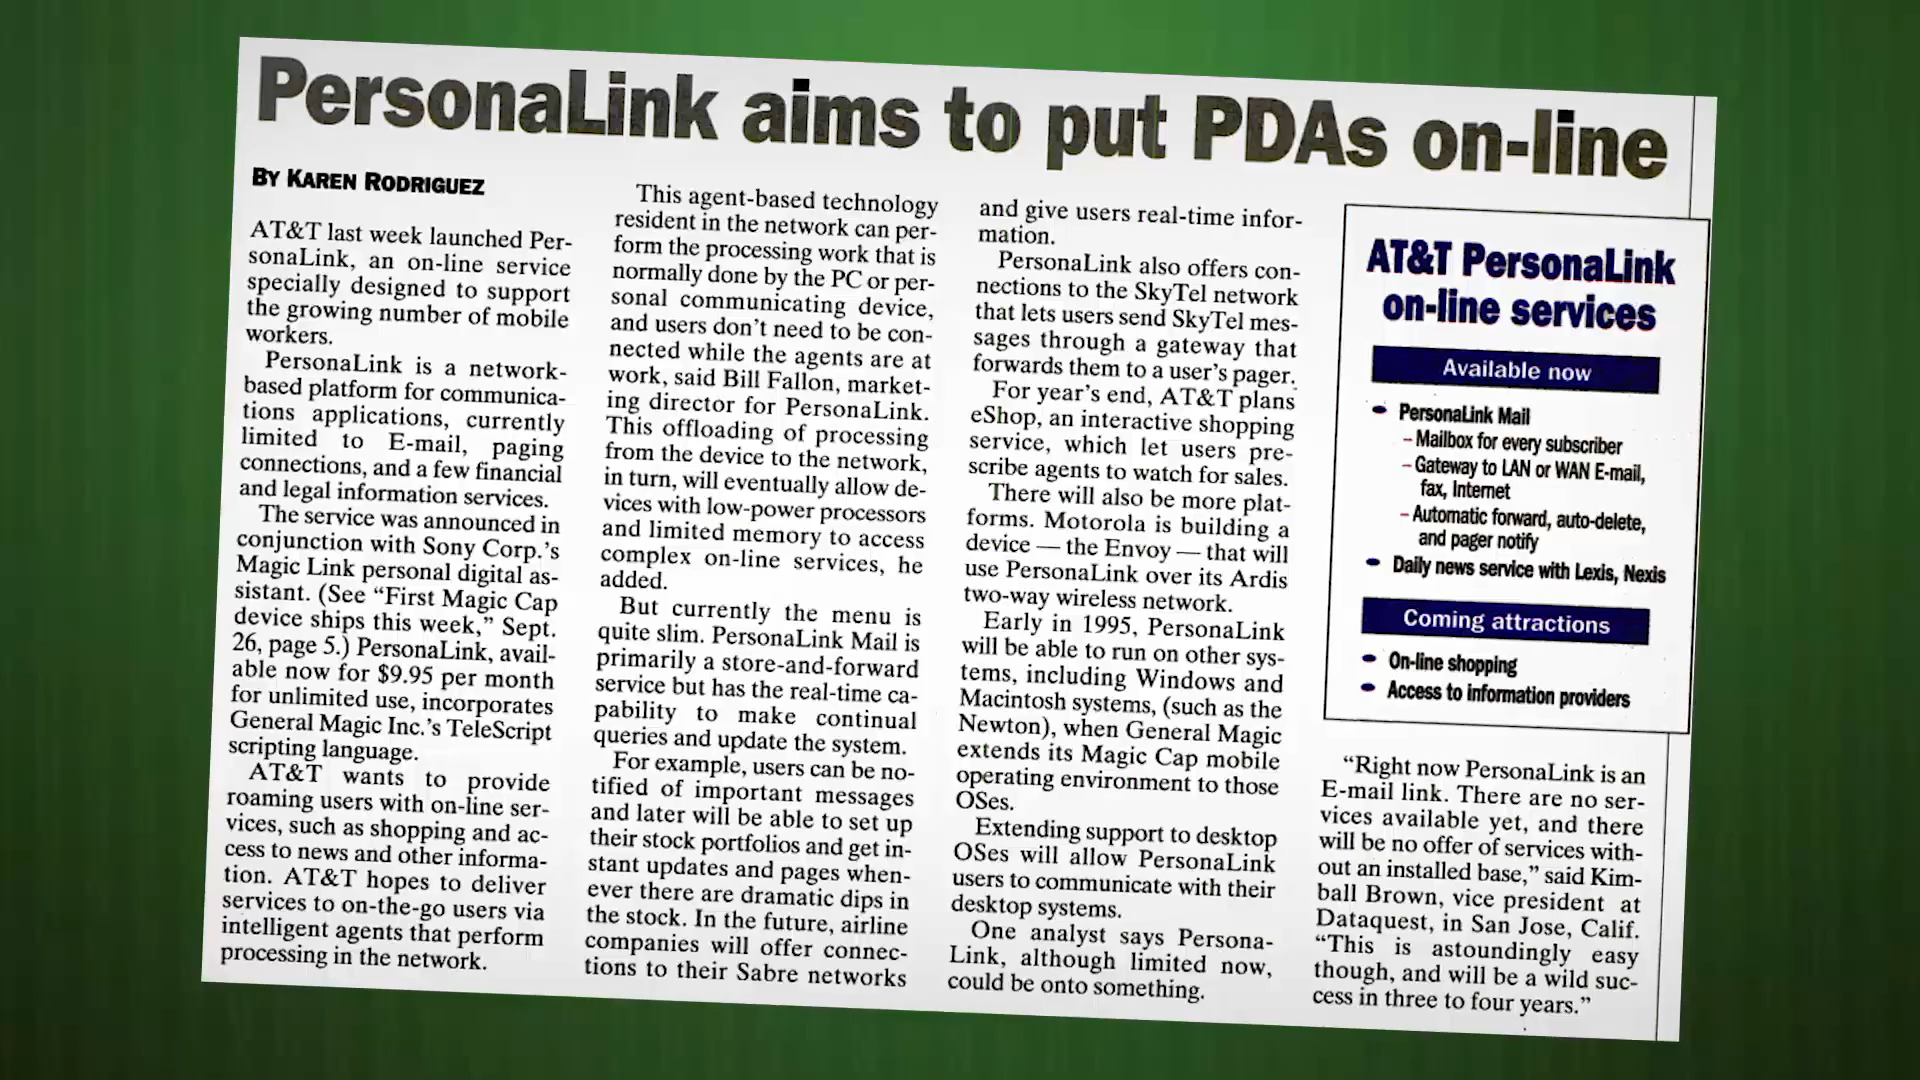 PersonaLink aims to put PDAs on-line
BY KAREN RODRIGUEZ
AT&T last week launched Per-
sonaLink, an on-line service
specially designed to support
the growing number of mobile
workers.
PersonaLink is a network-
based platform for communica-
tions applications, currently
limited to E-mail, paging
connections, and a few financial
and legal information services.
The service was announced in
conjunction with Sony Corp.'s
Magic Link personal digital as-
sistant. (See “First Magic Cap
device ships this week,” Sept.
26, page 5.) PersonaLink, avail-
able now for $9.95 per month
for unlimited use, incorporates
General Magic Inc.'s TeleScript
scripting language.
AT&T wants to provide
roaming users with on-line ser-
vices, such as shopping and ac-
cess to news and other informa-
tion. AT&T hopes to deliver
services to on-the-go users via
intelligent agents that perform
processing in the network.
This agent-based technology
resident in the network can per-
form the processing work that is
normally done by the PC or per-
sonal communicating device,
and users don't need to be con-
nected while the agents are at
work, said Bill Fallon, market-
ing director for PersonaLink.
This offloading of processing
from the device to the network,
in turn, will eventually allow de-
vices with low-power processors
and limited memory to access
complex on-line services, he
added.
But currently the menu is
quite slim. PersonaLink Mail is
primarily a store-and-forward
service but has the real-time ca-
pability to make continual
queries and update the system.
For example, users can be no-
tified of important messages
and later will be able to set up
their stock portfolios and get in-
stant updates and pages when-
ever there are dramatic dips in
the stock. In the future, airline
companies will offer connec-
tions to their Sabre networks
and give users real-time infor-
mation.
PersonaLink also offers con-
nections to the SkyTel network
that lets users send SkyTel mes-
sages through a gateway that
forwards them to a user's pager.
For year's end, AT&T plans
eShop, an interactive shopping
service, which let users pre-
scribe agents to watch for sales.
There will also be more plat-
forms. Motorola is building a
device — the Envoy — that will
use PersonaLink over its Ardis
two-way wireless network.
Early in 1995, PersonaLink
will be able to run on other sys-
tems, including Windows and
Macintosh systems, (such as the
Newton), when General Magic
extends its Magic Cap mobile
operating environment to those
OSes.
Extending support to desktop
OSes will allow PersonaLink
users to communicate with their
desktop systems.
One analyst says Persona-
Link, although limited now,
could be onto something.
AT&T PersonaLink
on-line services
Available now
• PersonaLink Mail
– Mailbox for every subscriber
– Gateway to LAN or WAN E-mail,
fax, Internet
– Automatic forward, auto-delete,
and pager notify
• Daily news service with Lexis, Nexis
Coming attractions
• On-line shopping
• Access to information providers
“Right now PersonaLink is an
E-mail link. There are no ser-
vices available yet, and there
will be no offer of services with-
out an installed base,” said Kim-
ball Brown, vice president at
Dataquest, in San Jose, Calif.
“This is astoundingly easy
though, and will be a wild suc-
cess in three to four years.”